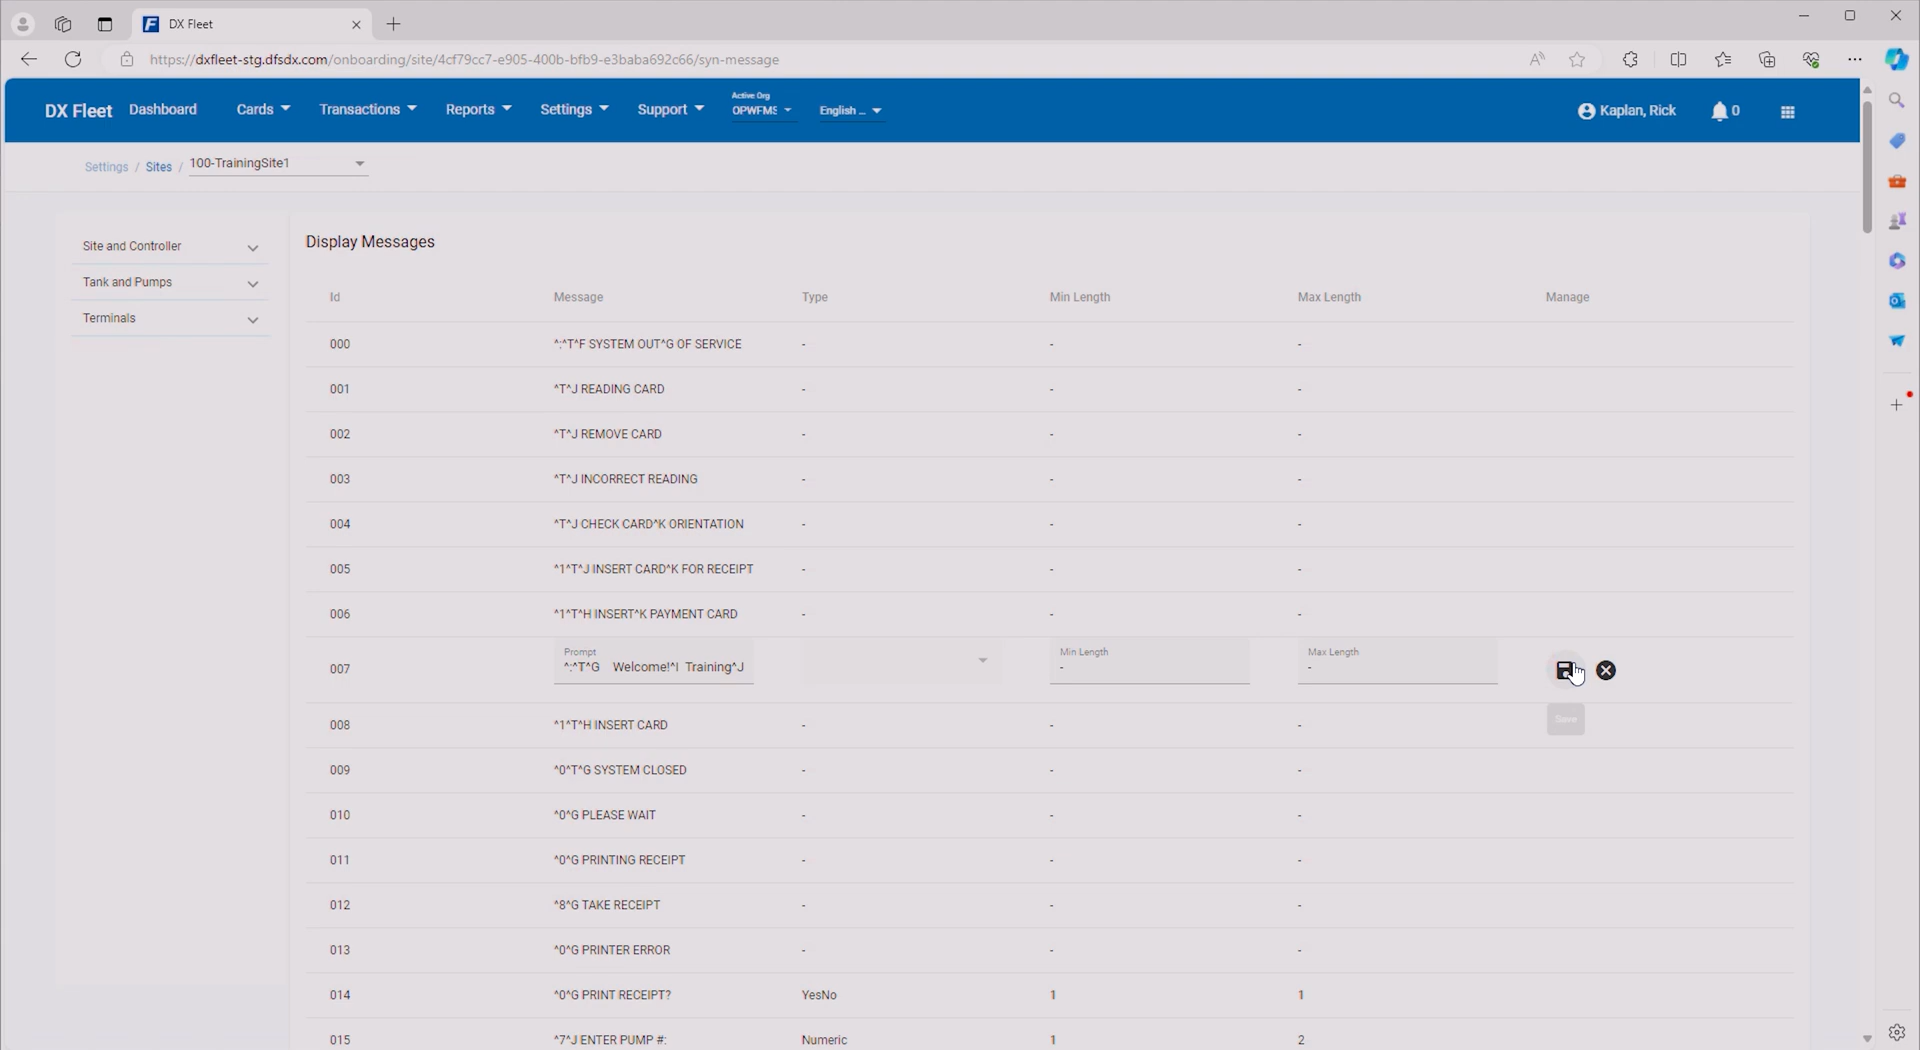 DX Fleet
https://dxfleet-stg.dfsdx.com/onboarding/site/4cf79cc7-e905-400b-bfb9-e3baba692c66/syn-message
DX Fleet Dashboard Cards Transactions Reports Settings Support Active Org OPWFMS English ... Kaplan, Rick 0
Settings / Sites / 100-TrainingSite1
Site and Controller
Tank and Pumps
Terminals
Display Messages
Id Message Type Min Length Max Length Manage
000 ^:^T^F SYSTEM OUT^G OF SERVICE - - -
001 ^T^J READING CARD - - -
002 ^T^J REMOVE CARD - - -
003 ^T^J INCORRECT READING - - -
004 ^T^J CHECK CARD^K ORIENTATION - - -
005 ^1^T^J INSERT CARD^K FOR RECEIPT - - -
006 ^1^T^H INSERT^K PAYMENT CARD - - -
Prompt Min Length Max Length
007 ^:^T^G Welcome!^I Training^J - -
Save
008 ^1^T^H INSERT CARD - - -
009 ^0^T^G SYSTEM CLOSED - - -
010 ^0^G PLEASE WAIT - - -
011 ^0^G PRINTING RECEIPT - - -
012 ^8^G TAKE RECEIPT - - -
013 ^0^G PRINTER ERROR - - -
014 ^0^G PRINT RECEIPT? YesNo 1 1
015 ^7^J ENTER PUMP #: Numeric 1 2